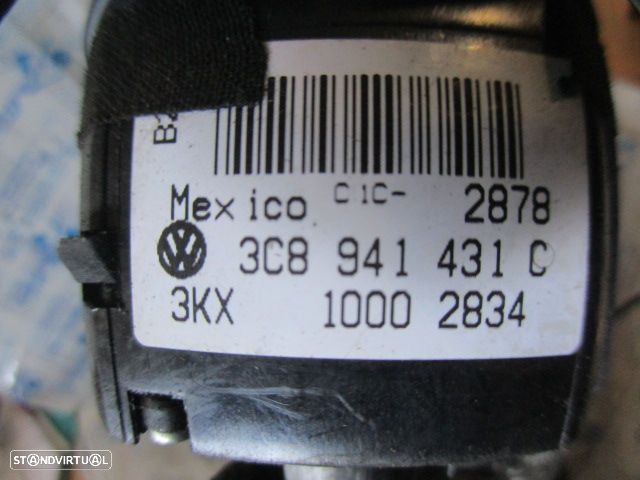 Mexico C1C- 2878
3C8 941 431 C
3KX 1000 2834
STANDVIRTUAL